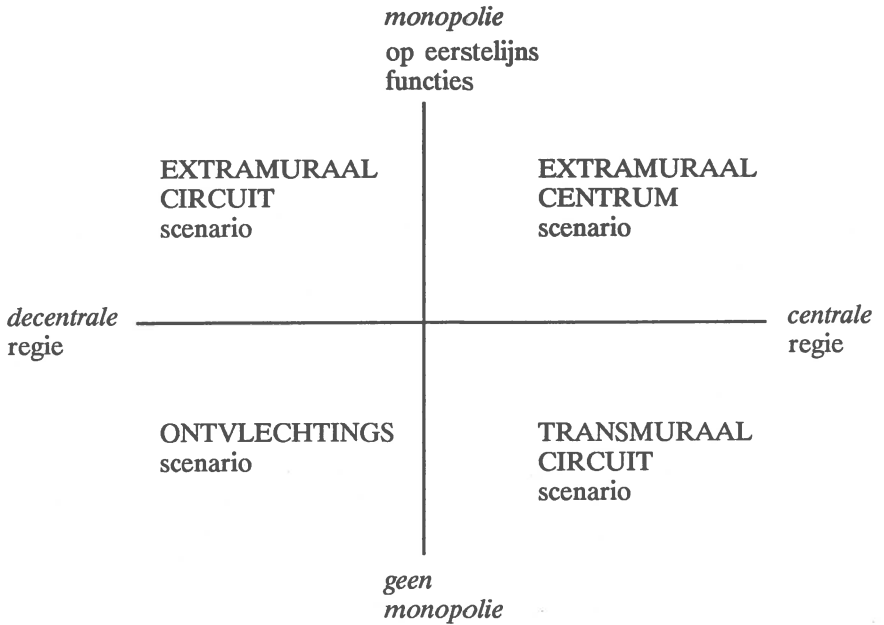 monopolie
op eerstelijns
functies
EXTRAMURAAL
CIRCUIT
scenario
EXTRAMURAAL
CENTRUM
scenario
decentrale
regie
centrale
regie
ONTVLECHTINGS
scenario
TRANSMURAAL
CIRCUIT
scenario
geen
monopolie